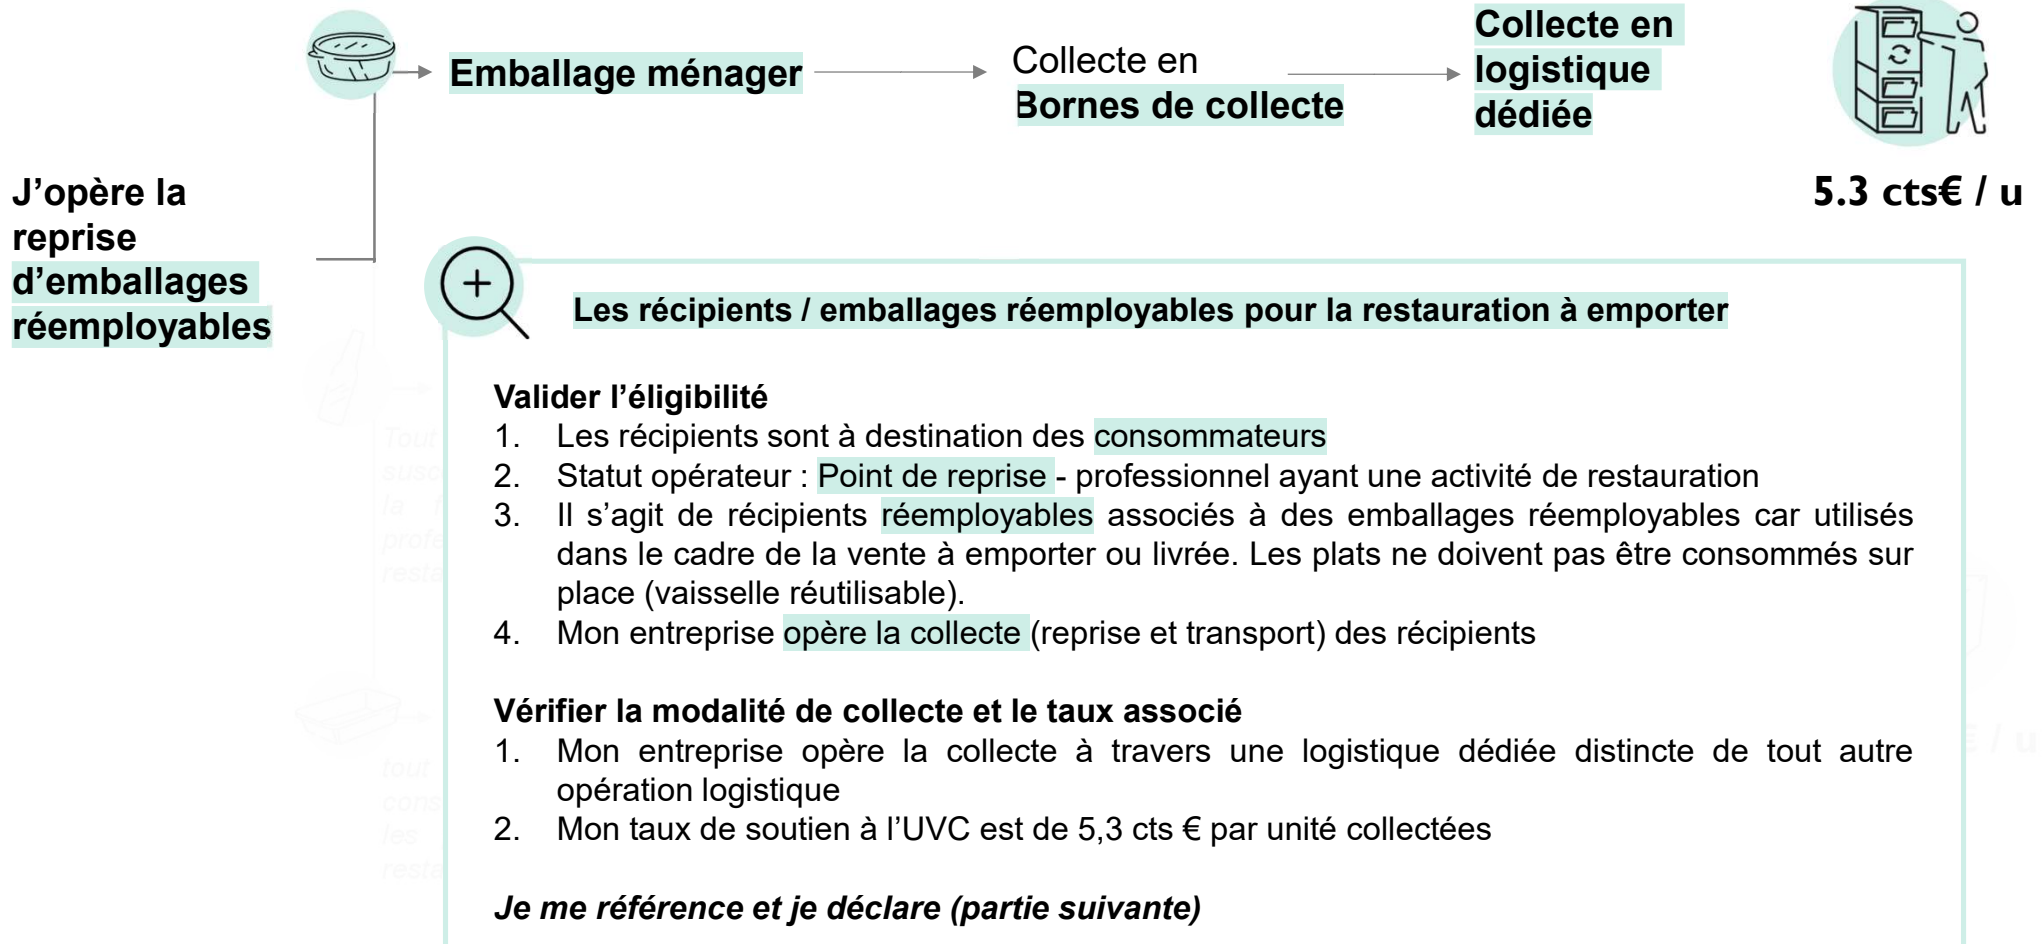 J’opère la
reprise
d’emballages
réemployables
Emballage ménager
Collecte en
Bornes de collecte
Collecte en
logistique
dédiée
5.3 cts€ / u
Les récipients / emballages réemployables pour la restauration à emporter
Valider l’éligibilité
1. Les récipients sont à destination des consommateurs
2. Statut opérateur : Point de reprise - professionnel ayant une activité de restauration
3. Il s’agit de récipients réemployables associés à des emballages réemployables car utilisés
dans le cadre de la vente à emporter ou livrée. Les plats ne doivent pas être consommés sur
place (vaisselle réutilisable).
4. Mon entreprise opère la collecte (reprise et transport) des récipients
Vérifier la modalité de collecte et le taux associé
1. Mon entreprise opère la collecte à travers une logistique dédiée distincte de tout autre
opération logistique
2. Mon taux de soutien à l’UVC est de 5,3 cts € par unité collectées
Je me référence et je déclare (partie suivante)
Tout
la
tout
les
€ / u